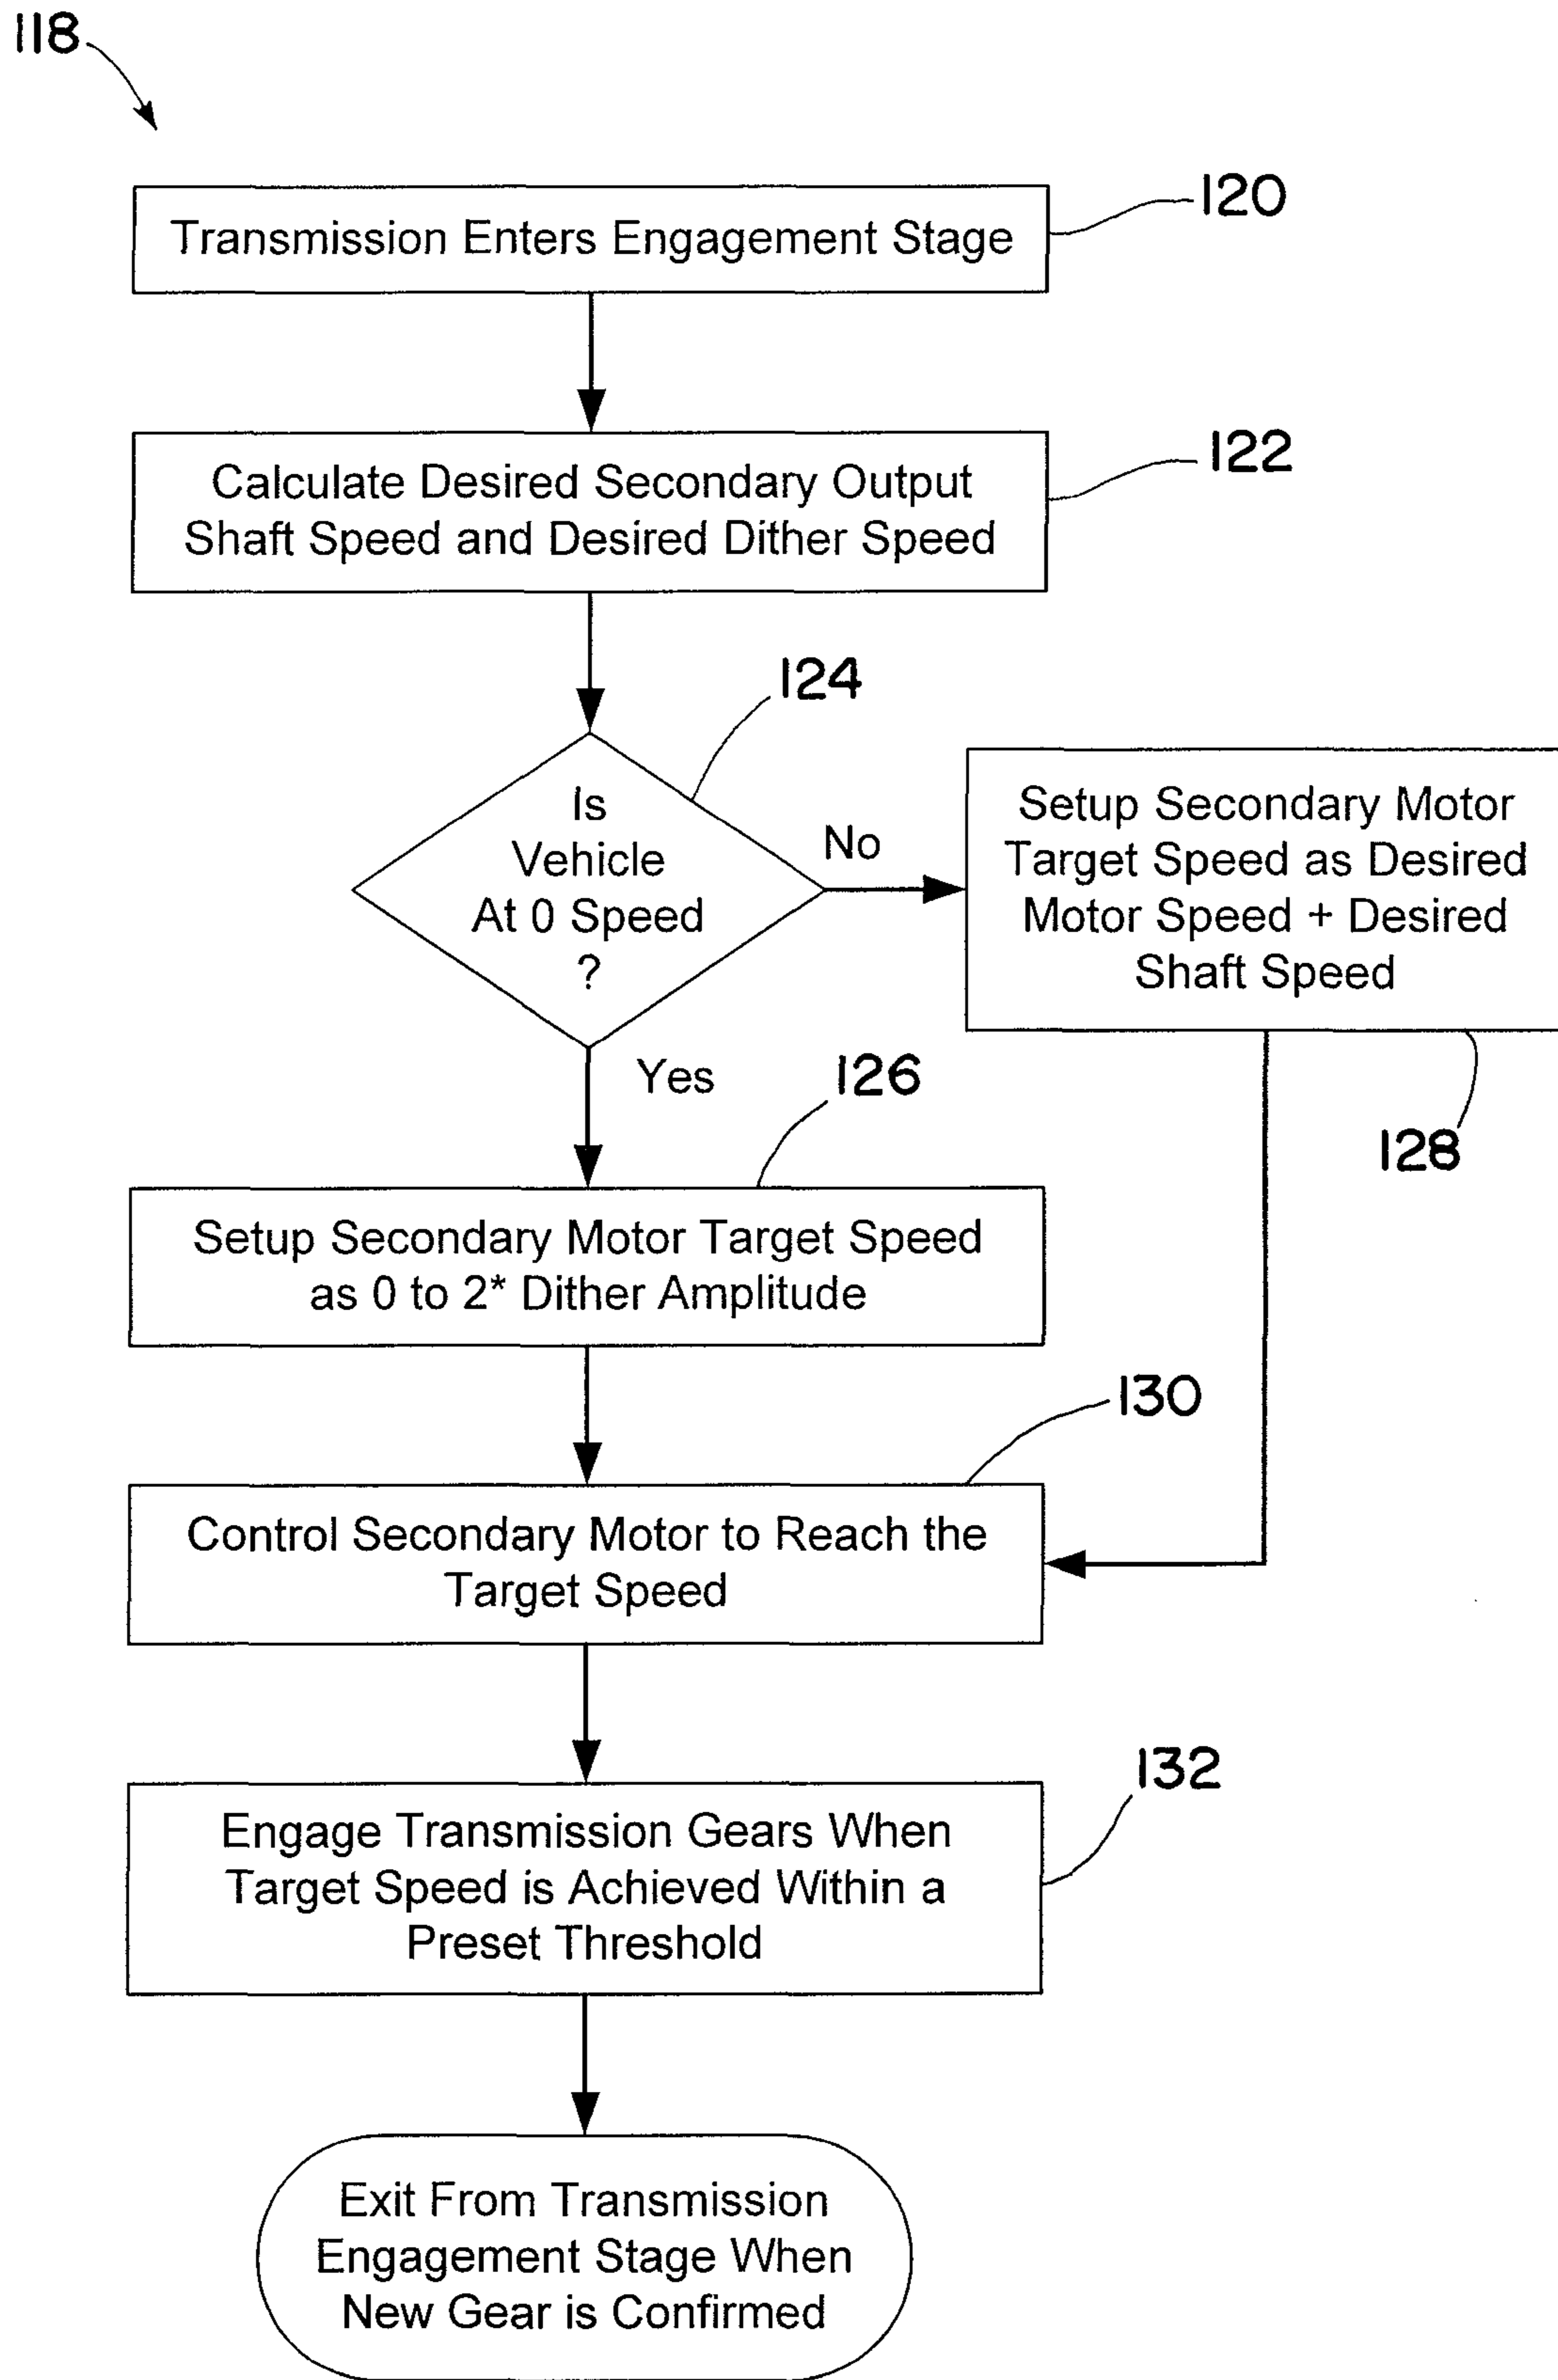 118
120
Transmission Enters Engagement Stage
122
Calculate Desired Secondary Output
Shaft Speed and Desired Dither Speed
124
Is
Vehicle
At 0 Speed
?
No
Setup Secondary Motor
Target Speed as Desired
Motor Speed + Desired
Shaft Speed
128
Yes
126
Setup Secondary Motor Target Speed
as 0 to 2* Dither Amplitude
130
Control Secondary Motor to Reach the
Target Speed
132
Engage Transmission Gears When
Target Speed is Achieved Within a
Preset Threshold
Exit From Transmission
Engagement Stage When
New Gear is Confirmed